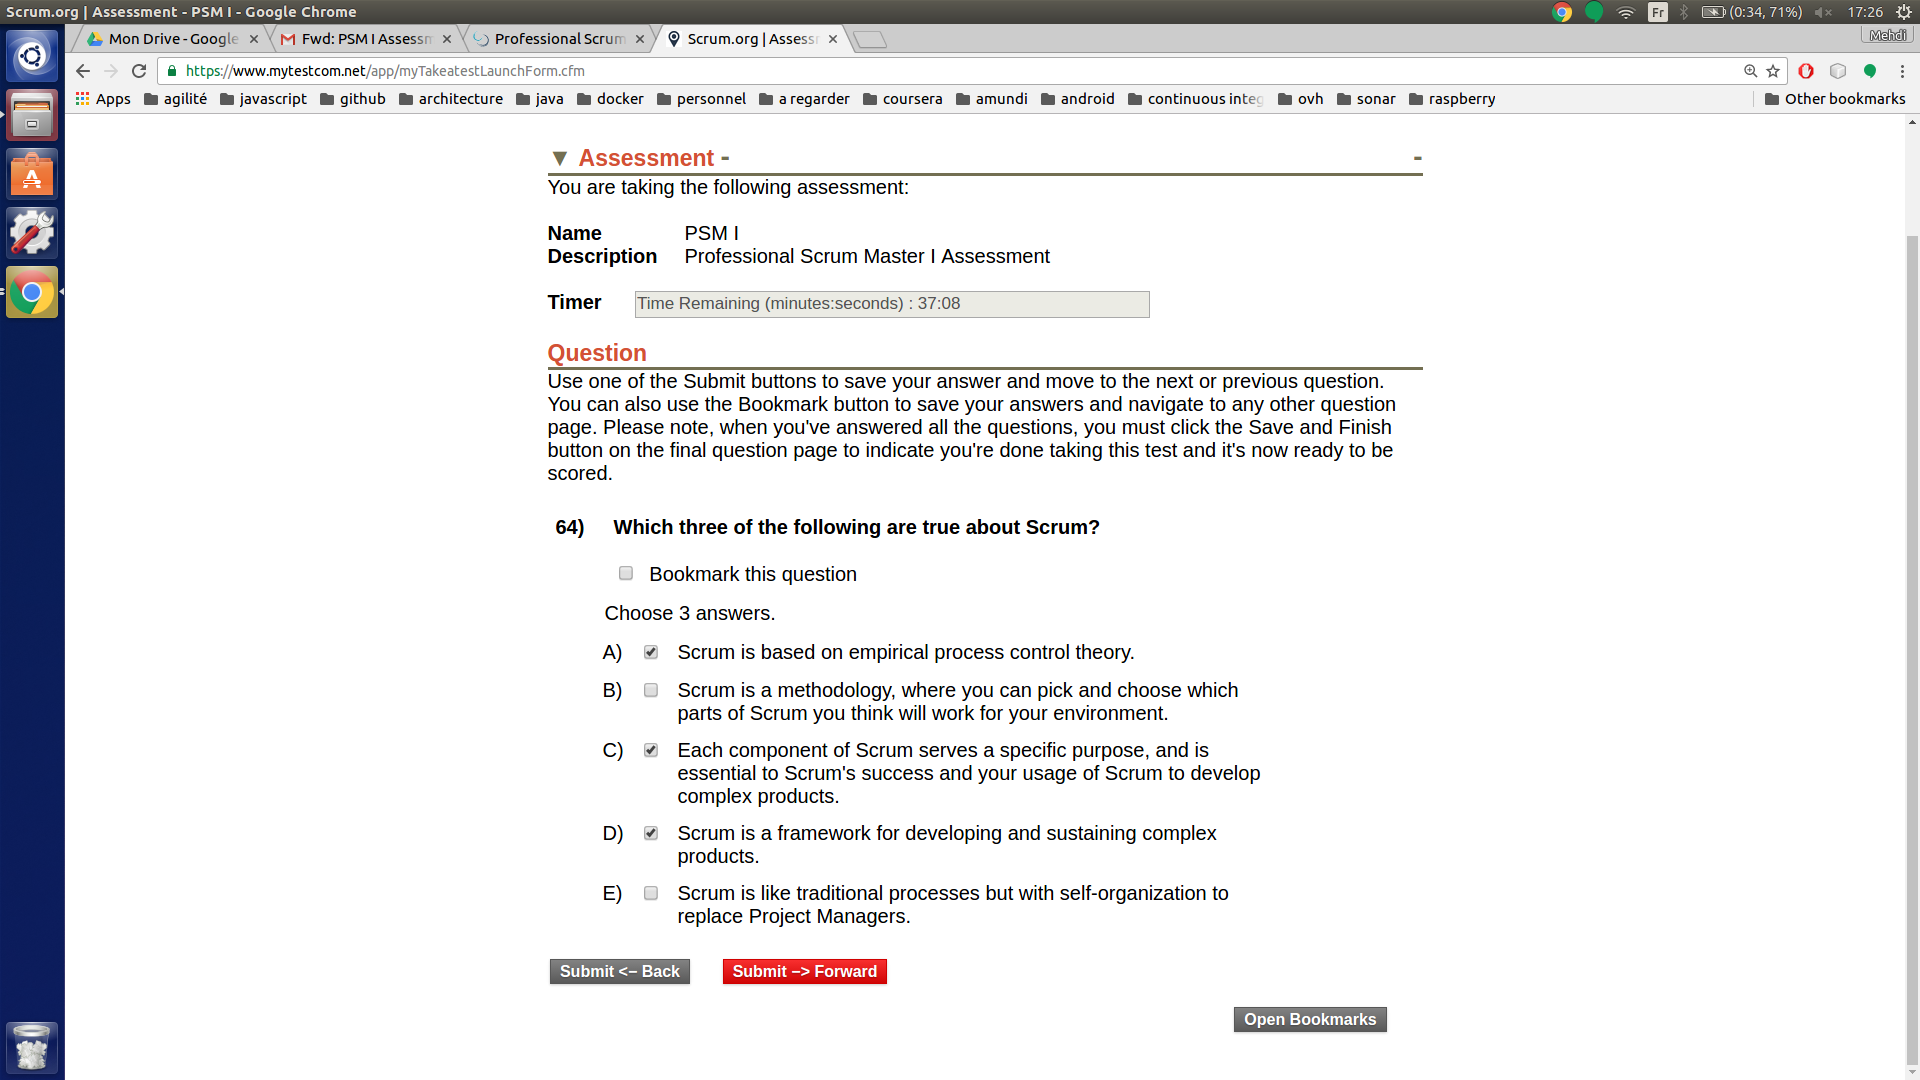 Scrum.org | Assessment - PSM I - Google Chrome
Fr
(0:34, 71%)
17:26
Mon Drive - Google
Fwd: PSM I Assessm
Professional Scrum
Scrum.org | Assess
Mehdi
https://www.mytestcom.net/app/myTakeatestLaunchForm.cfm
Apps
agilité
javascript
github
architecture
java
docker
personnel
a regarder
coursera
amundi
android
continuous integ
ovh
sonar
raspberry
Other bookmarks
▼ Assessment -
-
You are taking the following assessment:
Name PSM I
Description Professional Scrum Master I Assessment
Timer Time Remaining (minutes:seconds) : 37:08
Question
Use one of the Submit buttons to save your answer and move to the next or previous question.
You can also use the Bookmark button to save your answers and navigate to any other question
page. Please note, when you've answered all the questions, you must click the Save and Finish
button on the final question page to indicate you're done taking this test and it's now ready to be
scored.
64) Which three of the following are true about Scrum?
Bookmark this question
Choose 3 answers.
A) Scrum is based on empirical process control theory.
B) Scrum is a methodology, where you can pick and choose which
parts of Scrum you think will work for your environment.
C) Each component of Scrum serves a specific purpose, and is
essential to Scrum's success and your usage of Scrum to develop
complex products.
D) Scrum is a framework for developing and sustaining complex
products.
E) Scrum is like traditional processes but with self-organization to
replace Project Managers.
Submit <− Back
Submit −> Forward
Open Bookmarks